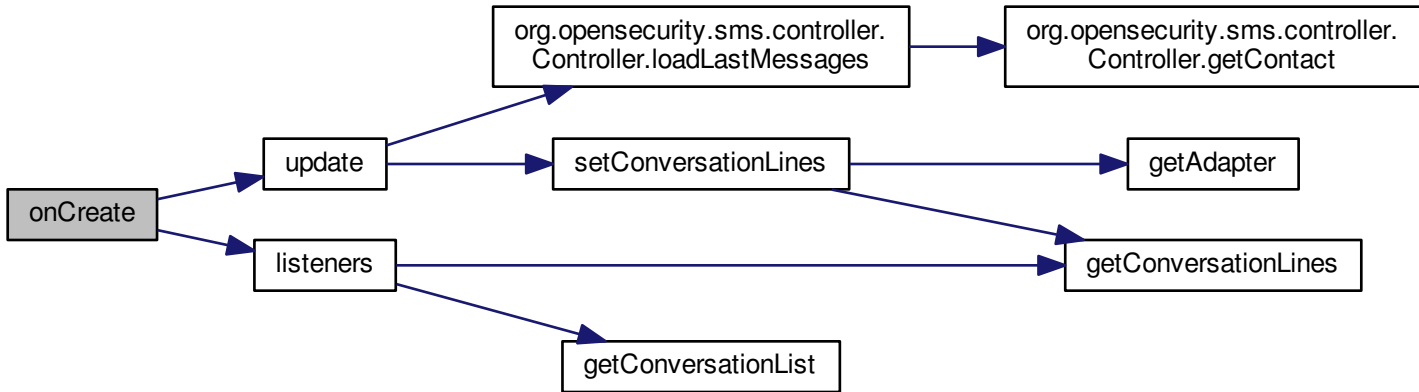 org.opensecurity.sms.controller.
Controller.loadLastMessages
org.opensecurity.sms.controller.
Controller.getContact
update
setConversationLines
getAdapter
onCreate
listeners
getConversationLines
getConversationList